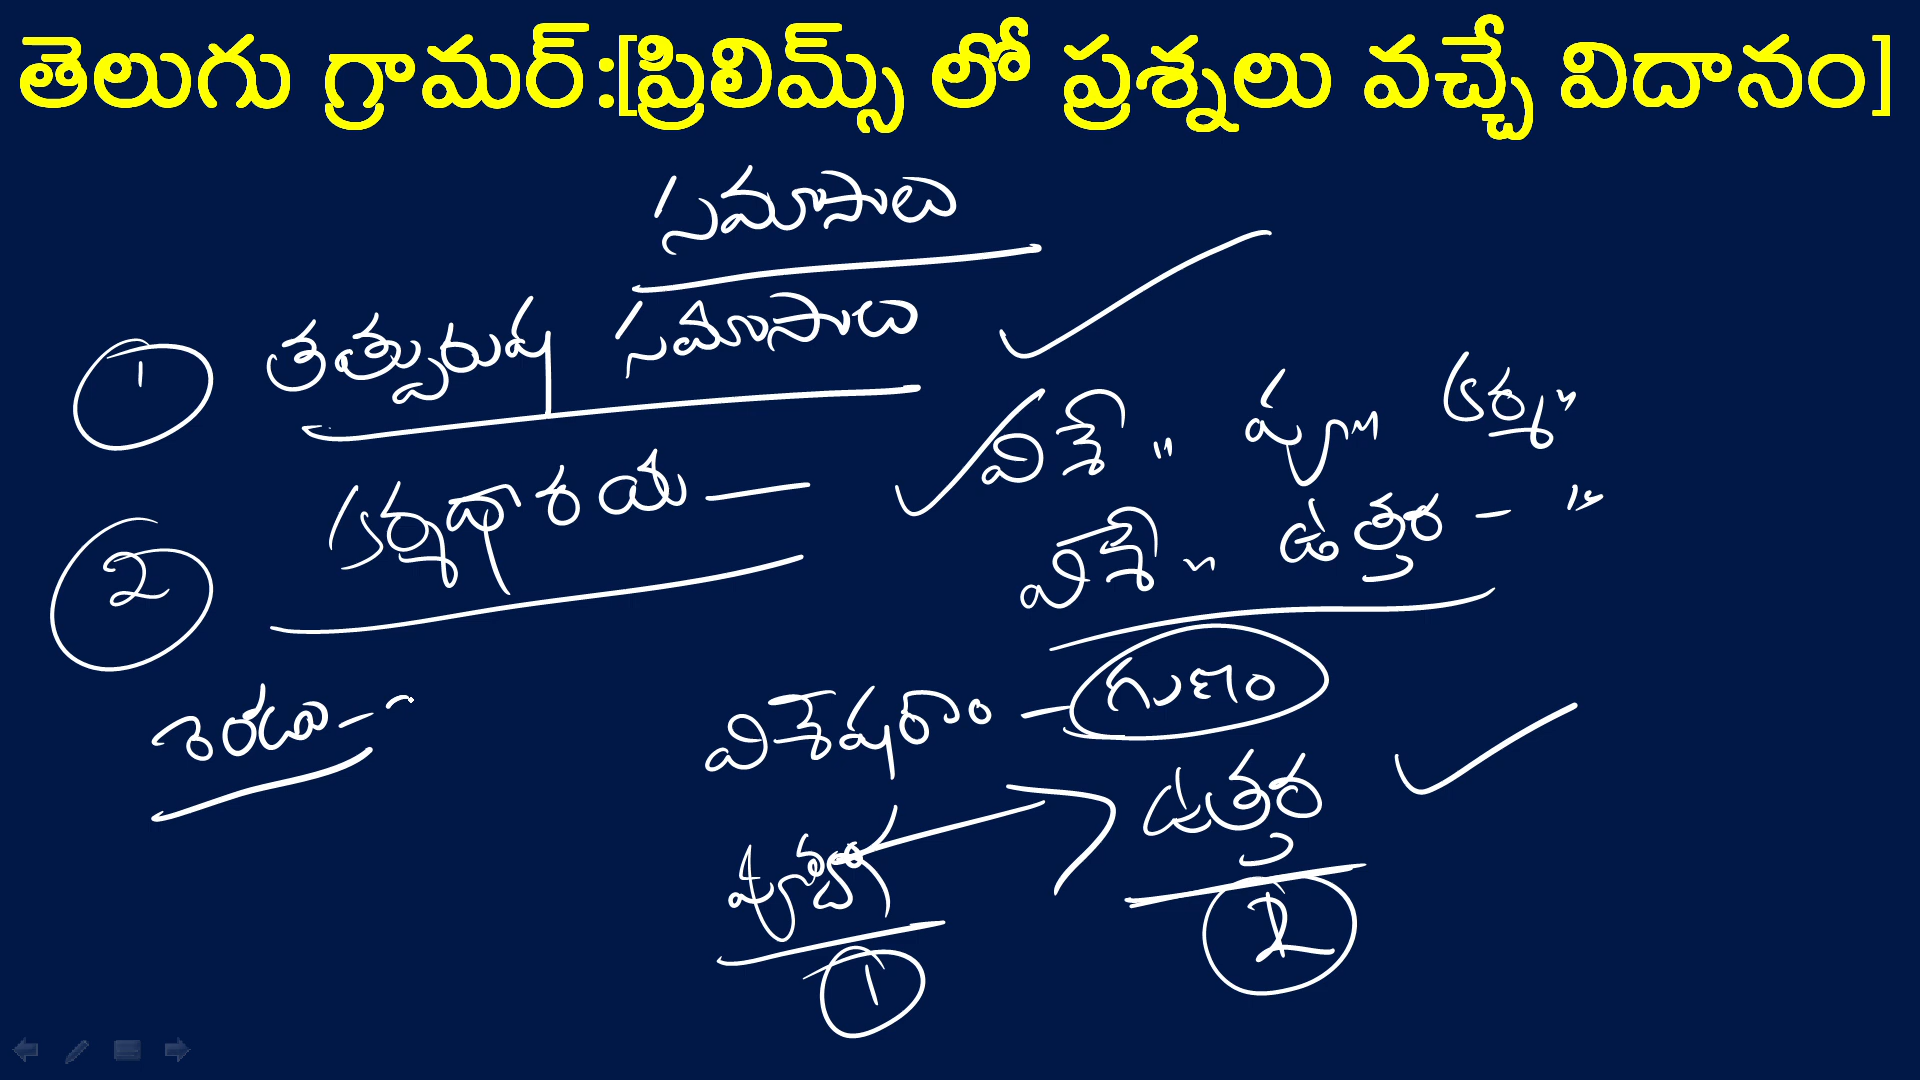 తెలుగు గ్రామర్:[ప్రిలిమ్స్ లో ప్రశ్నలు వచ్చే విదానం]
సమాసాలు
1 తత్పురుష సమాసాలు
విశే " పూ " కర్మ "
2 కర్మధారయ —
విశే " ఉత్తర - "
రెండూ - "
విశేషణం - గుణం
పూర్వ ఉత్తర
1 2